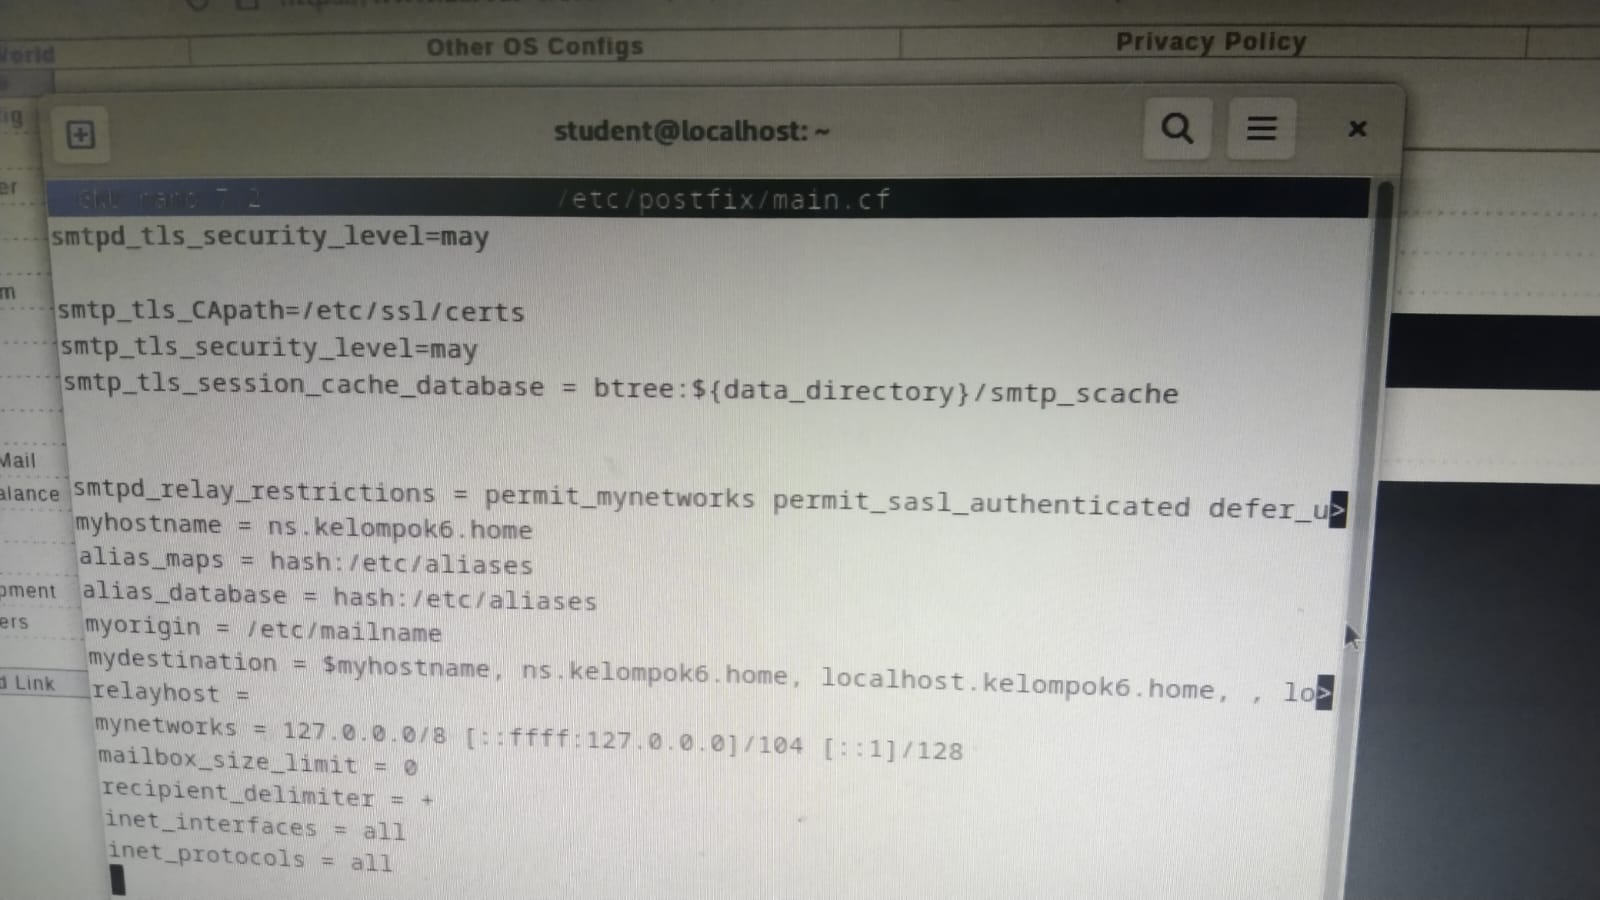 World
Other OS Configs
Privacy Policy
student@localhost: ~
GNU nano 7.2
/etc/postfix/main.cf
smtpd_tls_security_level=may
smtp_tls_CApath=/etc/ssl/certs
smtp_tls_security_level=may
smtp_tls_session_cache_database = btree:${data_directory}/smtp_scache
Mail
alance
smtpd_relay_restrictions = permit_mynetworks permit_sasl_authenticated defer_u>
myhostname = ns.kelompok6.home
alias_maps = hash:/etc/aliases
pment
alias_database = hash:/etc/aliases
ers
myorigin = /etc/mailname
mydestination = $myhostname, ns.kelompok6.home, localhost.kelompok6.home, , lo>
d Link
relayhost =
mynetworks = 127.0.0.0/8 [::ffff:127.0.0.0]/104 [::1]/128
mailbox_size_limit = 0
recipient_delimiter = +
inet_interfaces = all
inet_protocols = all